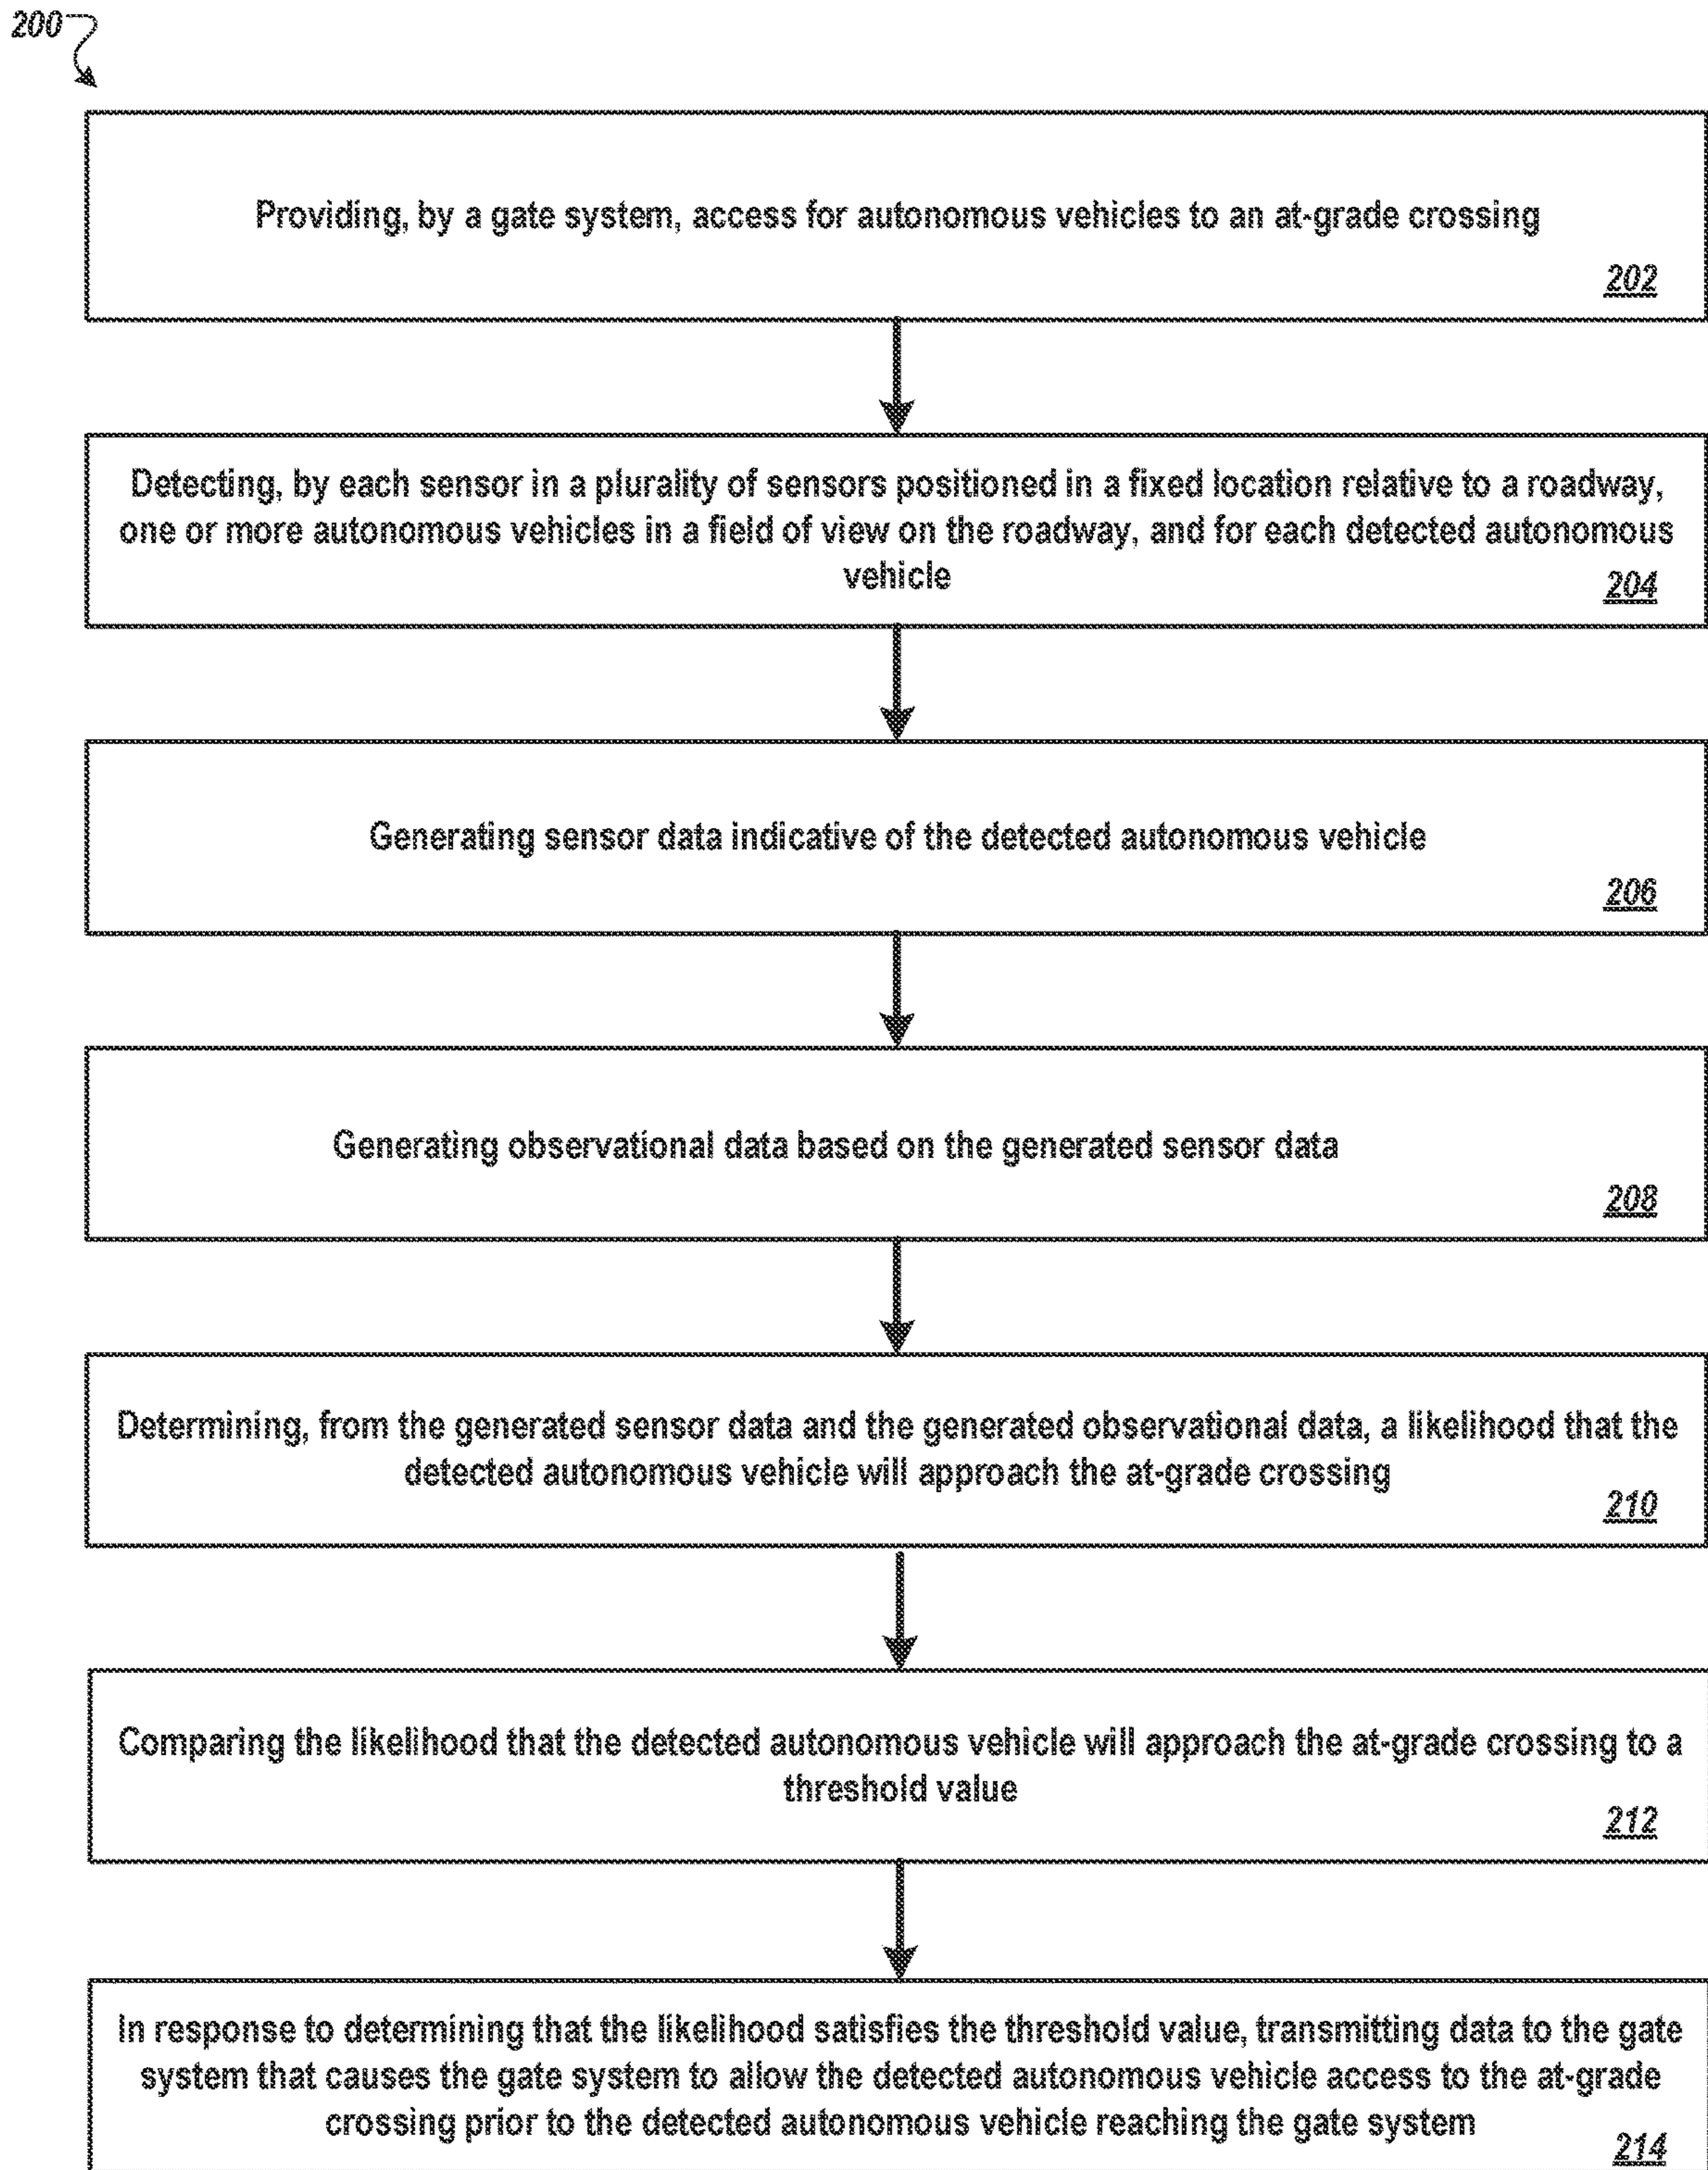 200
Providing, by a gate system, access for autonomous vehicles to an at-grade crossing
202
Detecting, by each sensor in a plurality of sensors positioned in a fixed location relative to a roadway,
one or more autonomous vehicles in a field of view on the roadway, and for each detected autonomous
vehicle
204
Generating sensor data indicative of the detected autonomous vehicle
206
Generating observational data based on the generated sensor data
208
Determining, from the generated sensor data and the generated observational data, a likelihood that the
detected autonomous vehicle will approach the at-grade crossing
210
Comparing the likelihood that the detected autonomous vehicle will approach the at-grade crossing to a
threshold value
212
In response to determining that the likelihood satisfies the threshold value, transmitting data to the gate
system that causes the gate system to allow the detected autonomous vehicle access to the at-grade
crossing prior to the detected autonomous vehicle reaching the gate system
214